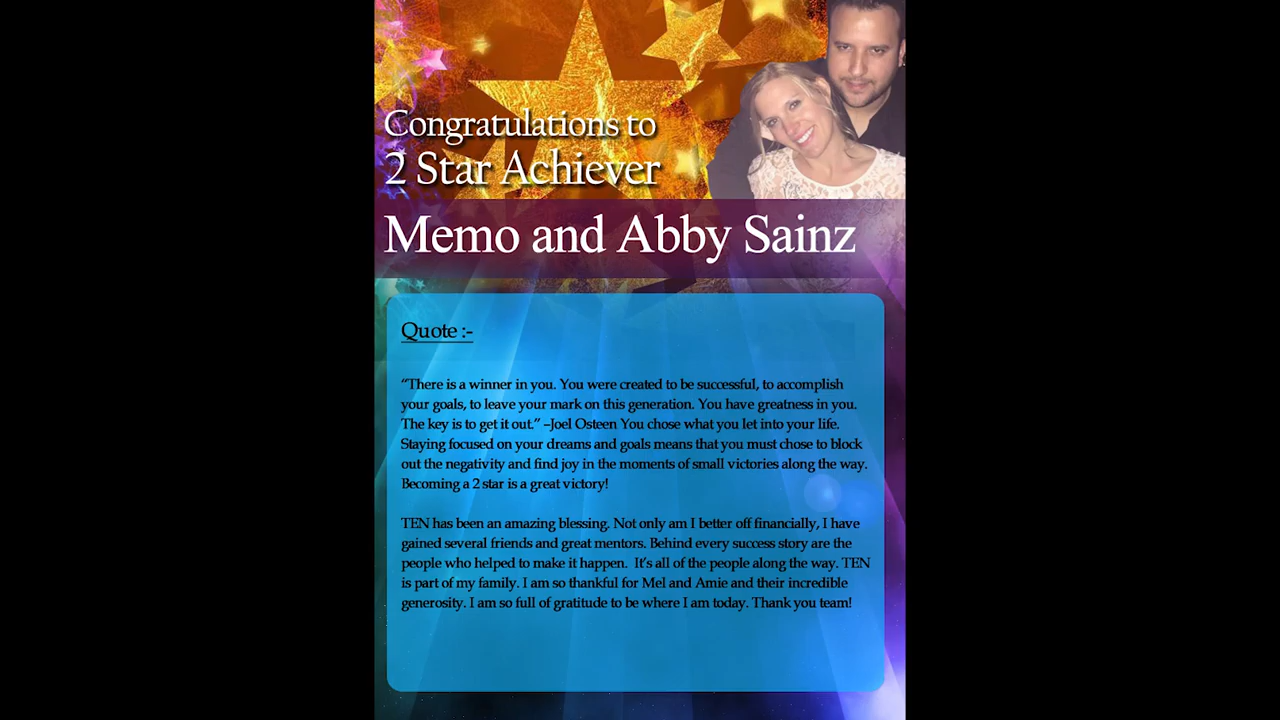 Congratulations to
2 Star Achiever
Memo and Abby Sainz
Quote :-
“There is a winner in you. You were created to be successful, to accomplish
your goals, to leave your mark on this generation. You have greatness in you.
The key is to get it out.” –Joel Osteen You chose what you let into your life.
Staying focused on your dreams and goals means that you must chose to block
out the negativity and find joy in the moments of small victories along the way.
Becoming a 2 star is a great victory!
TEN has been an amazing blessing. Not only am I better off financially, I have
gained several friends and great mentors. Behind every success story are the
people who helped to make it happen.  It’s all of the people along the way. TEN
is part of my family. I am so thankful for Mel and Amie and their incredible
generosity. I am so full of gratitude to be where I am today. Thank you team!